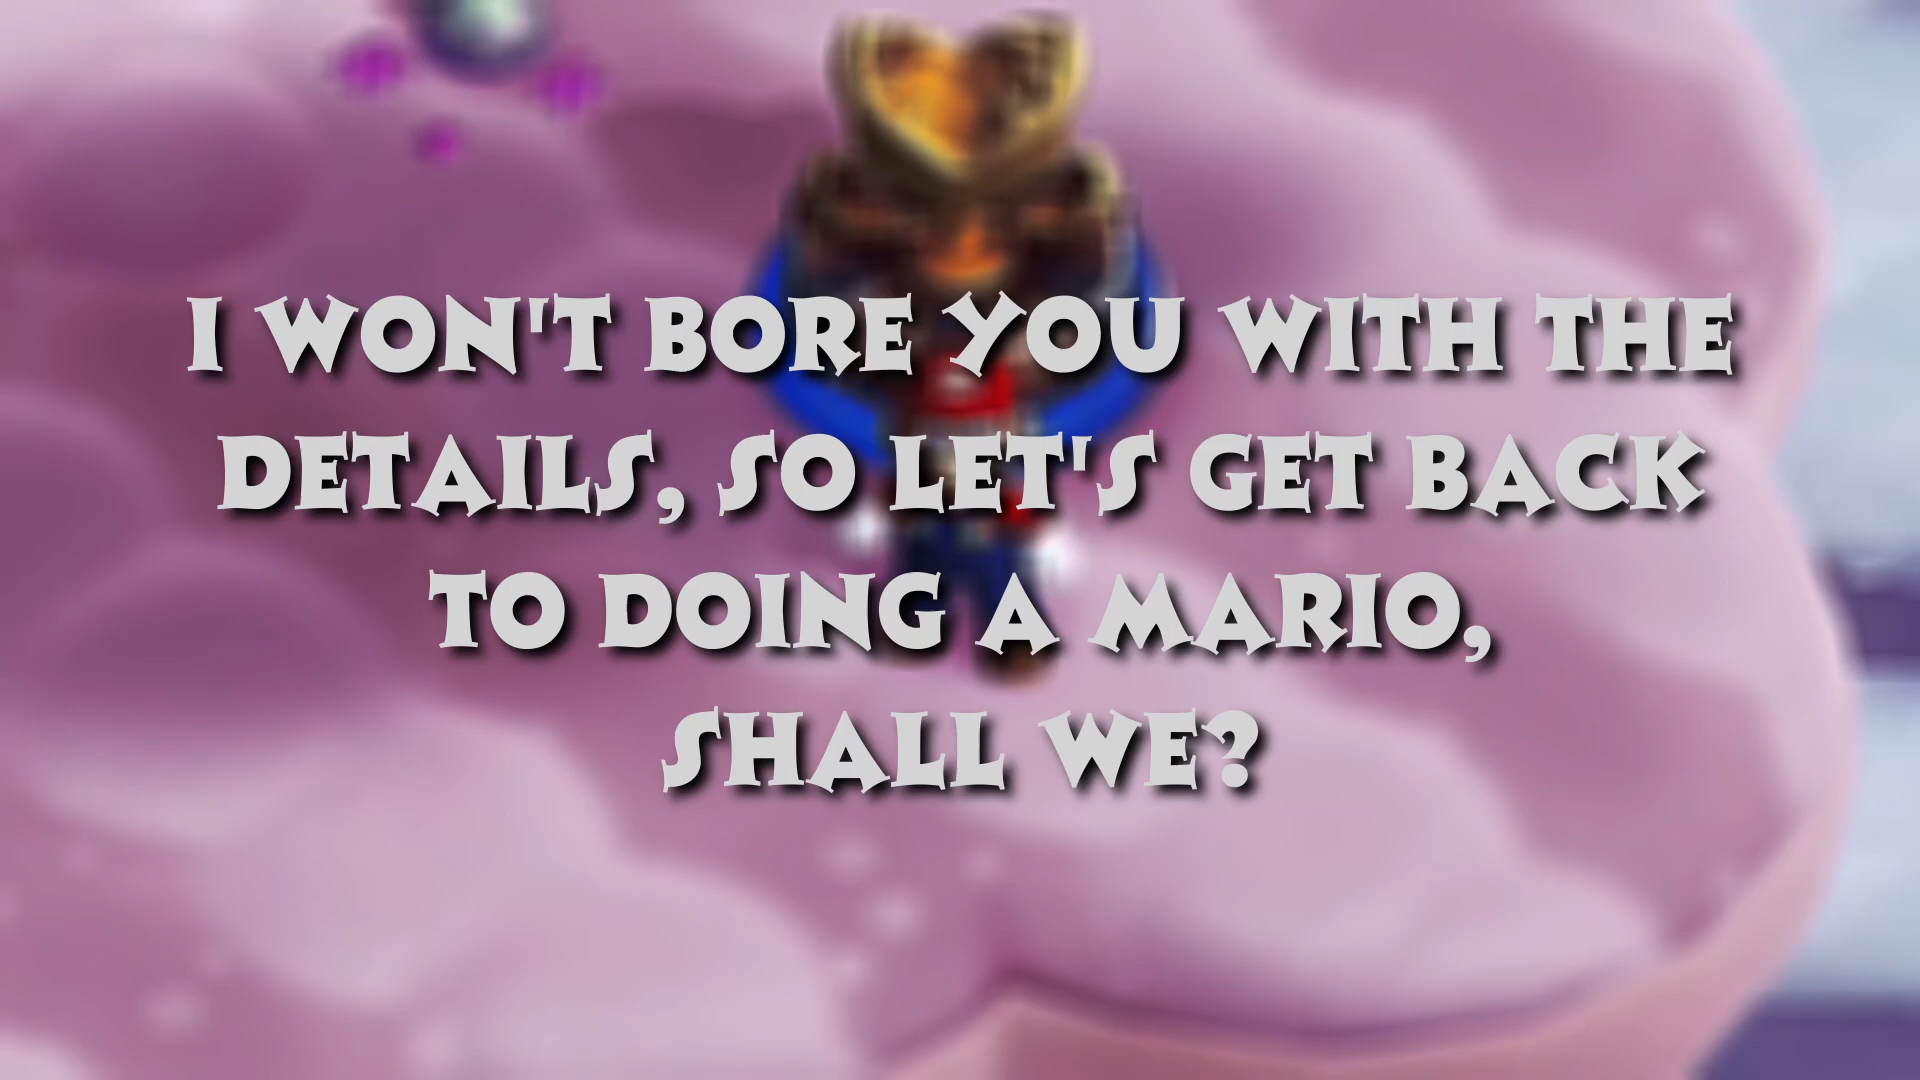 I WON'T BORE YOU WITH THE
DETAILS, SO LET'S GET BACK
TO DOING A MARIO,
SHALL WE?